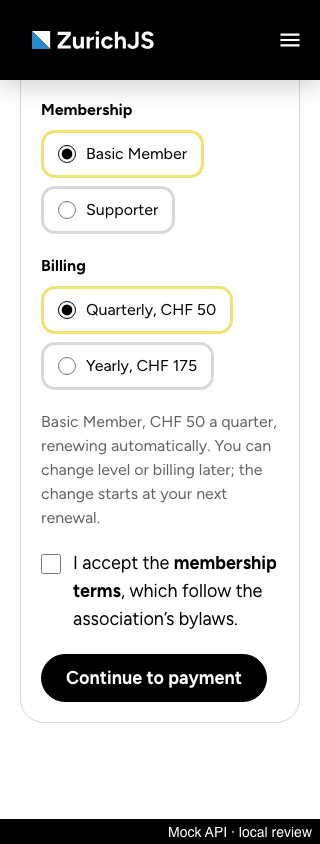 ZurichJS
Membership
Basic Member
Supporter
Billing
Quarterly, CHF 50
Yearly, CHF 175
Basic Member, CHF 50 a quarter,
renewing automatically. You can
change level or billing later; the
change starts at your next
renewal.
I accept the membership
terms, which follow the
association’s bylaws.
Continue to payment
Mock API · local review